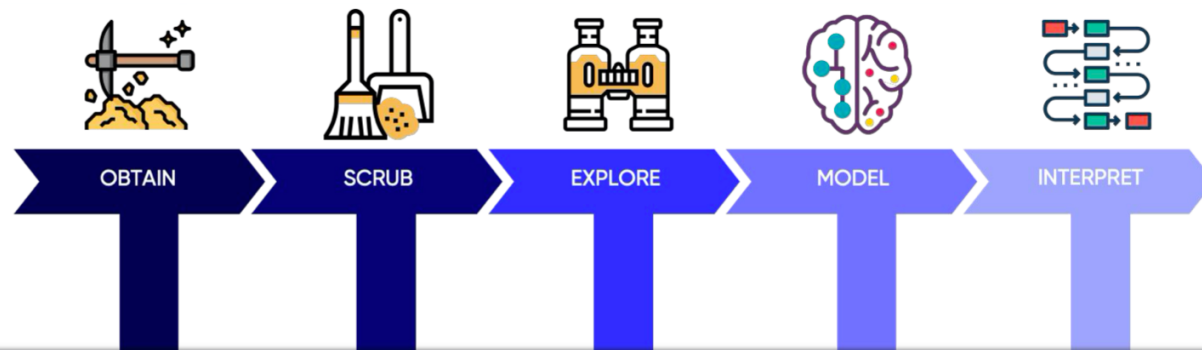 OBTAIN
SCRUB
EXPLORE
MODEL
INTERPRET